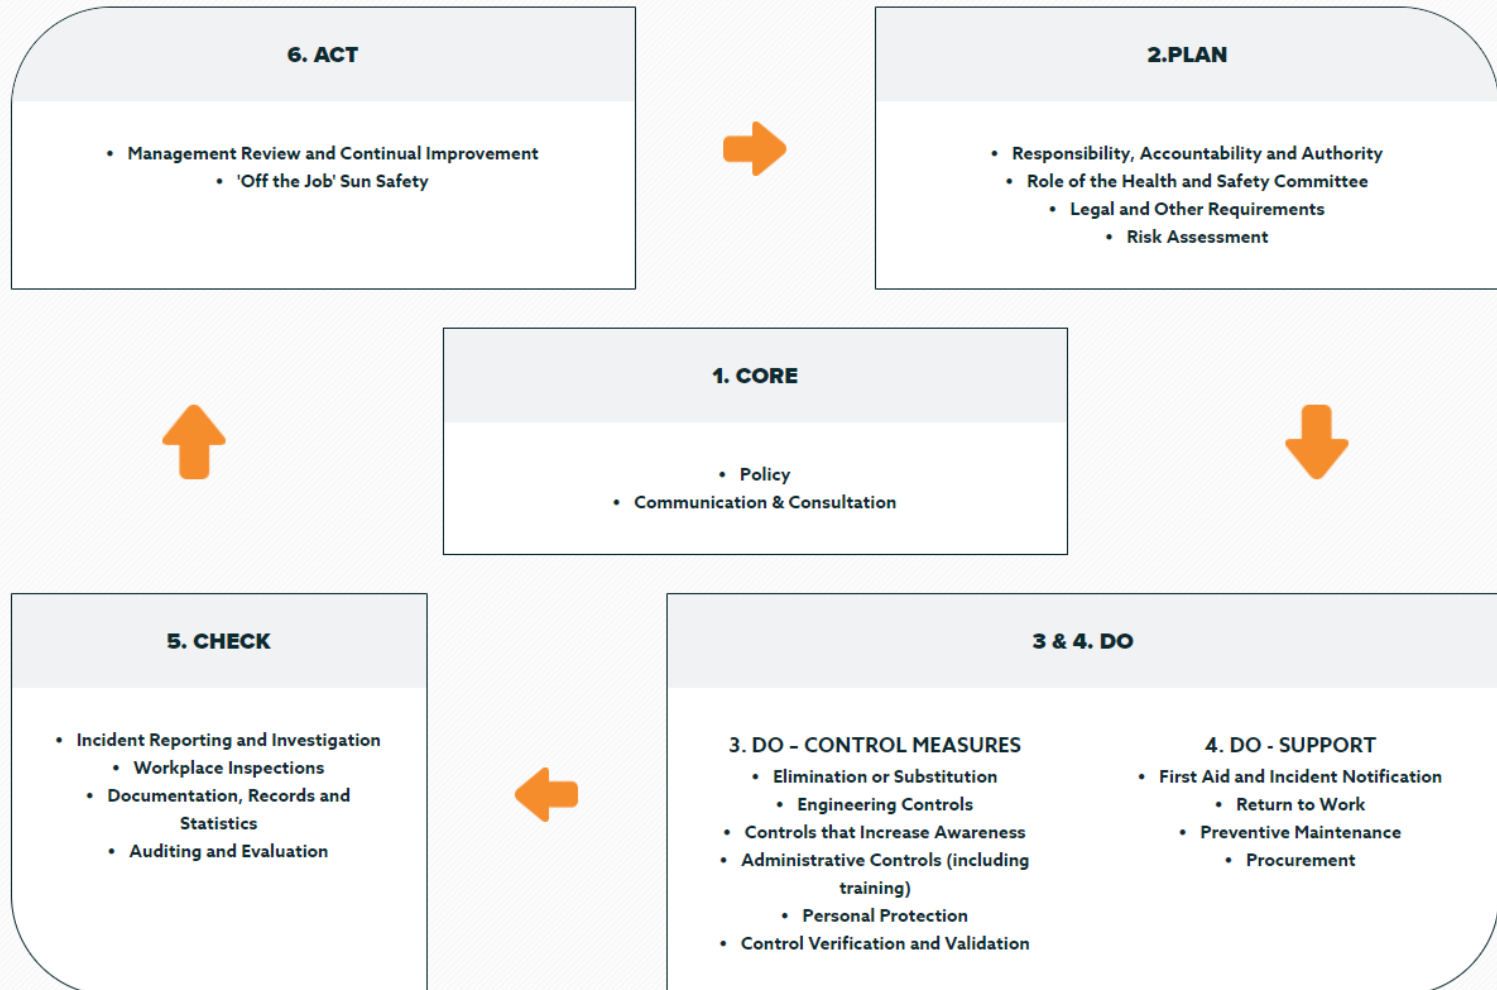 6. ACT
• Management Review and Continual Improvement
• 'Off the Job' Sun Safety
2.PLAN
• Responsibility, Accountability and Authority
• Role of the Health and Safety Committee
• Legal and Other Requirements
• Risk Assessment
1. CORE
• Policy
• Communication & Consultation
5. CHECK
• Incident Reporting and Investigation
• Workplace Inspections
• Documentation, Records and
Statistics
• Auditing and Evaluation
3 & 4. DO
3. DO – CONTROL MEASURES
• Elimination or Substitution
• Engineering Controls
• Controls that Increase Awareness
• Administrative Controls (including
training)
• Personal Protection
• Control Verification and Validation
4. DO - SUPPORT
• First Aid and Incident Notification
• Return to Work
• Preventive Maintenance
• Procurement